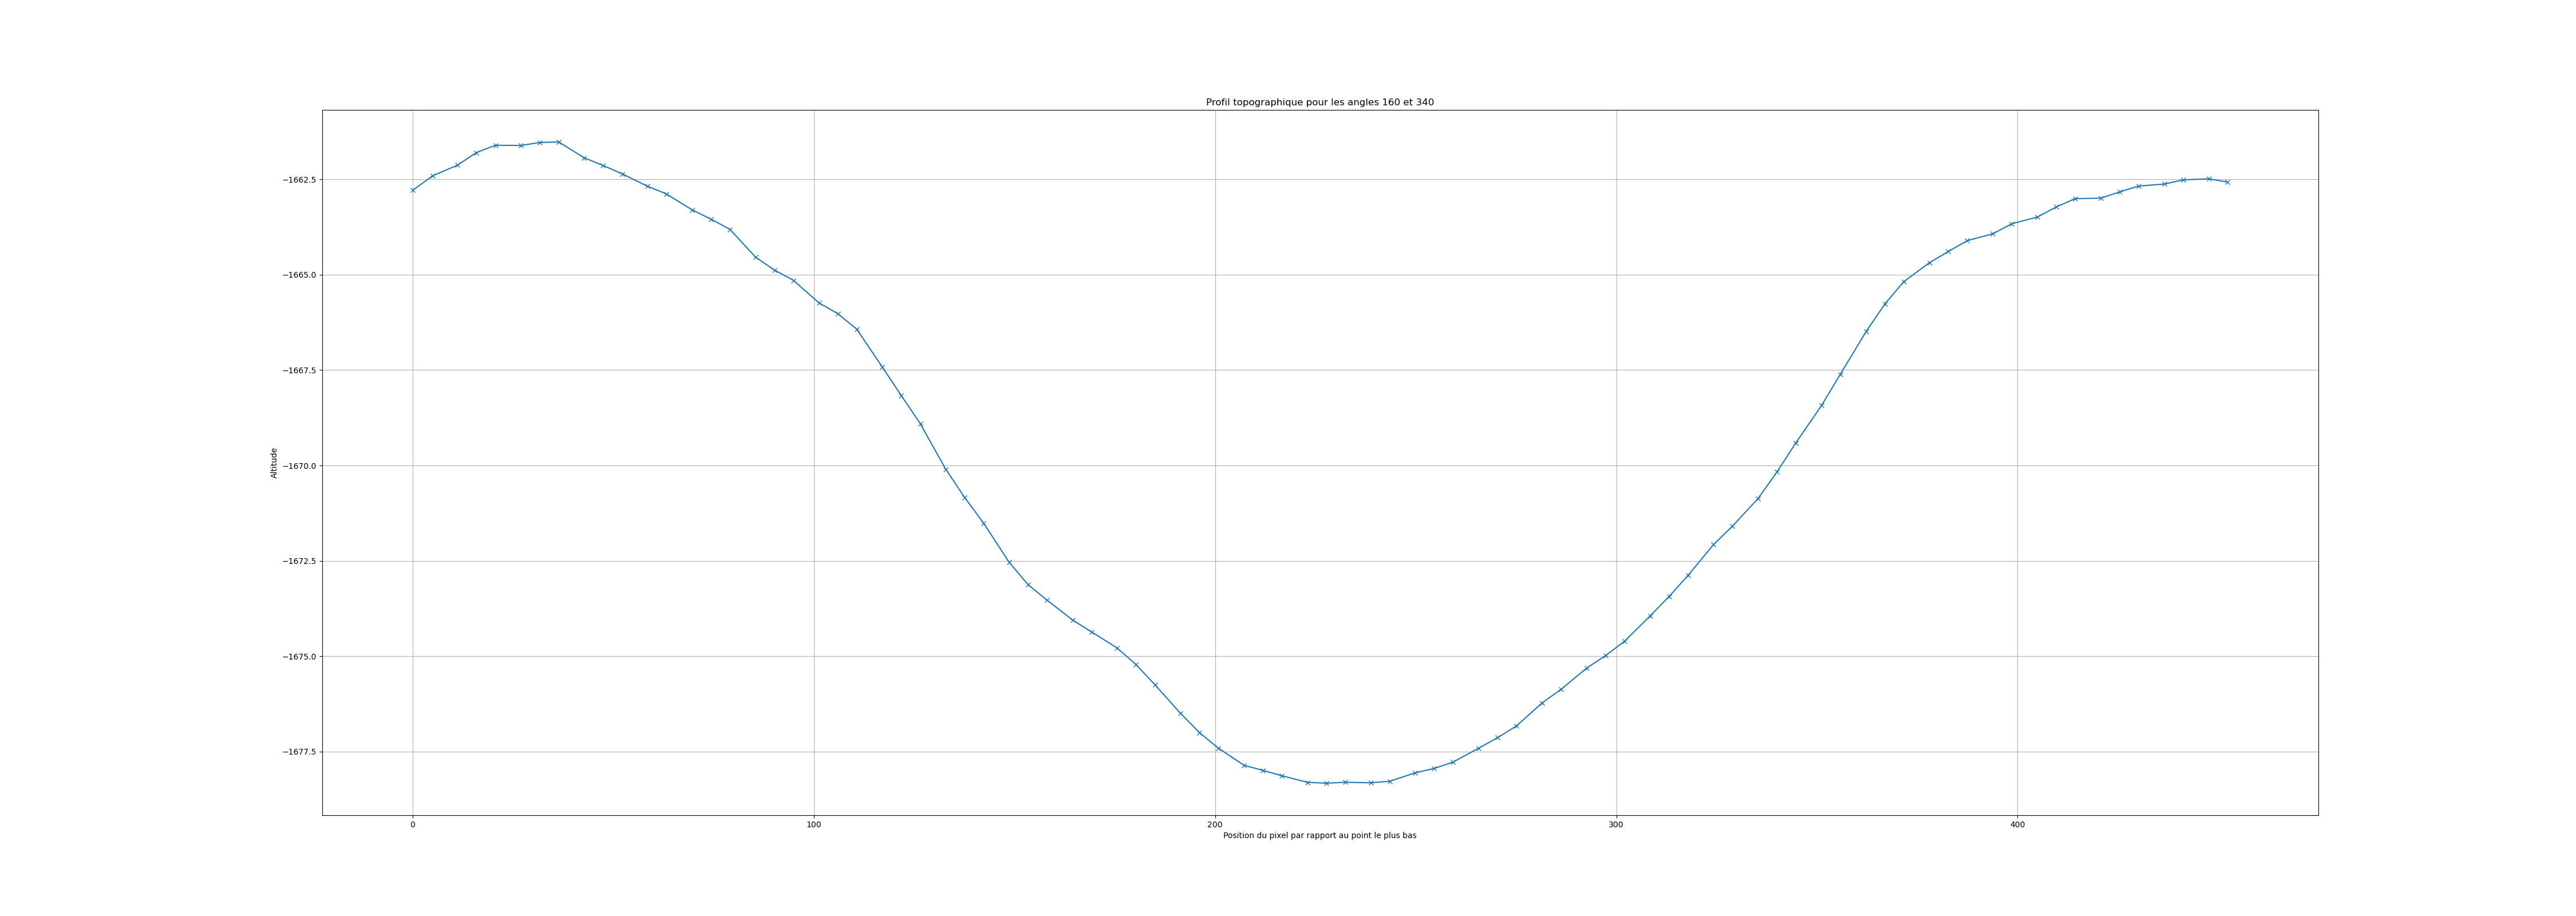 Profil topographique pour les angles 160 et 340
−1662.5
−1665.0
−1667.5
−1670.0
−1672.5
−1675.0
−1677.5
Altitude
0 100 200 300 400
Position du pixel par rapport au point le plus bas